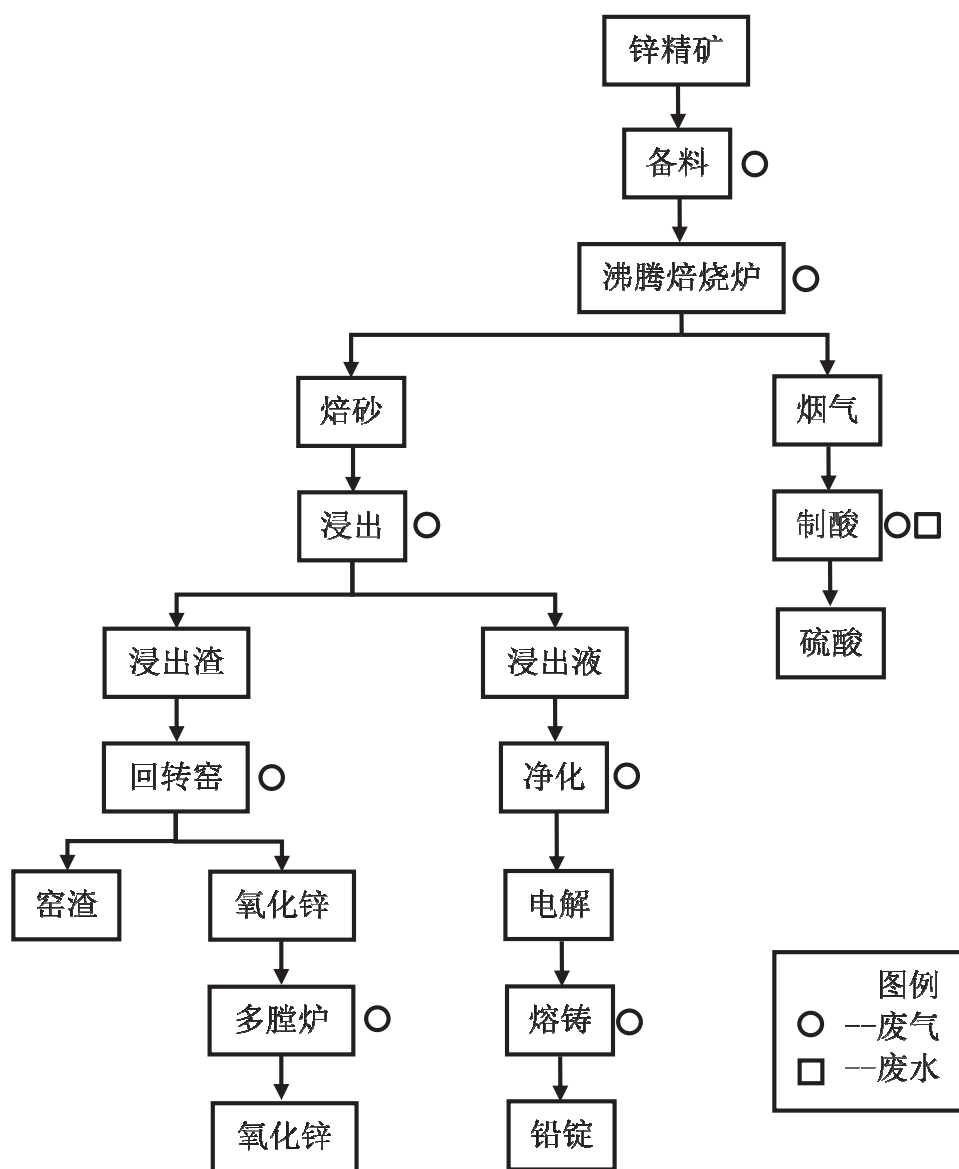 锌精矿
备料
沸腾焙烧炉
焙砂
烟气
浸出
制酸
浸出渣
浸出液
硫酸
回转窑
净化
窑渣
氧化锌
电解
多膛炉
熔铸
氧化锌
铅锭
图例
--废气
--废水